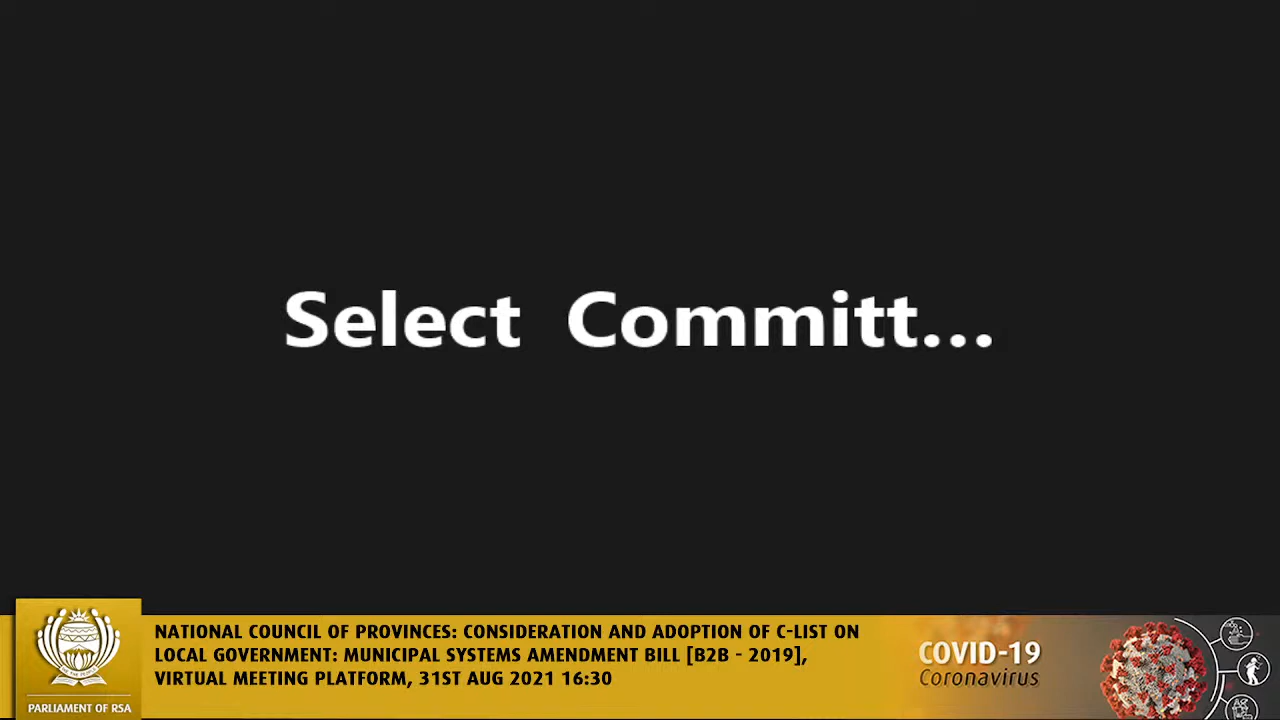 Select Committ...
NATIONAL COUNCIL OF PROVINCES: CONSIDERATION AND ADOPTION OF C-LIST ON
LOCAL GOVERNMENT: MUNICIPAL SYSTEMS AMENDMENT BILL [B2B - 2019],
VIRTUAL MEETING PLATFORM, 31ST AUG 2021 16:30
COVID-19
Coronavirus
PARLIAMENT OF RSA